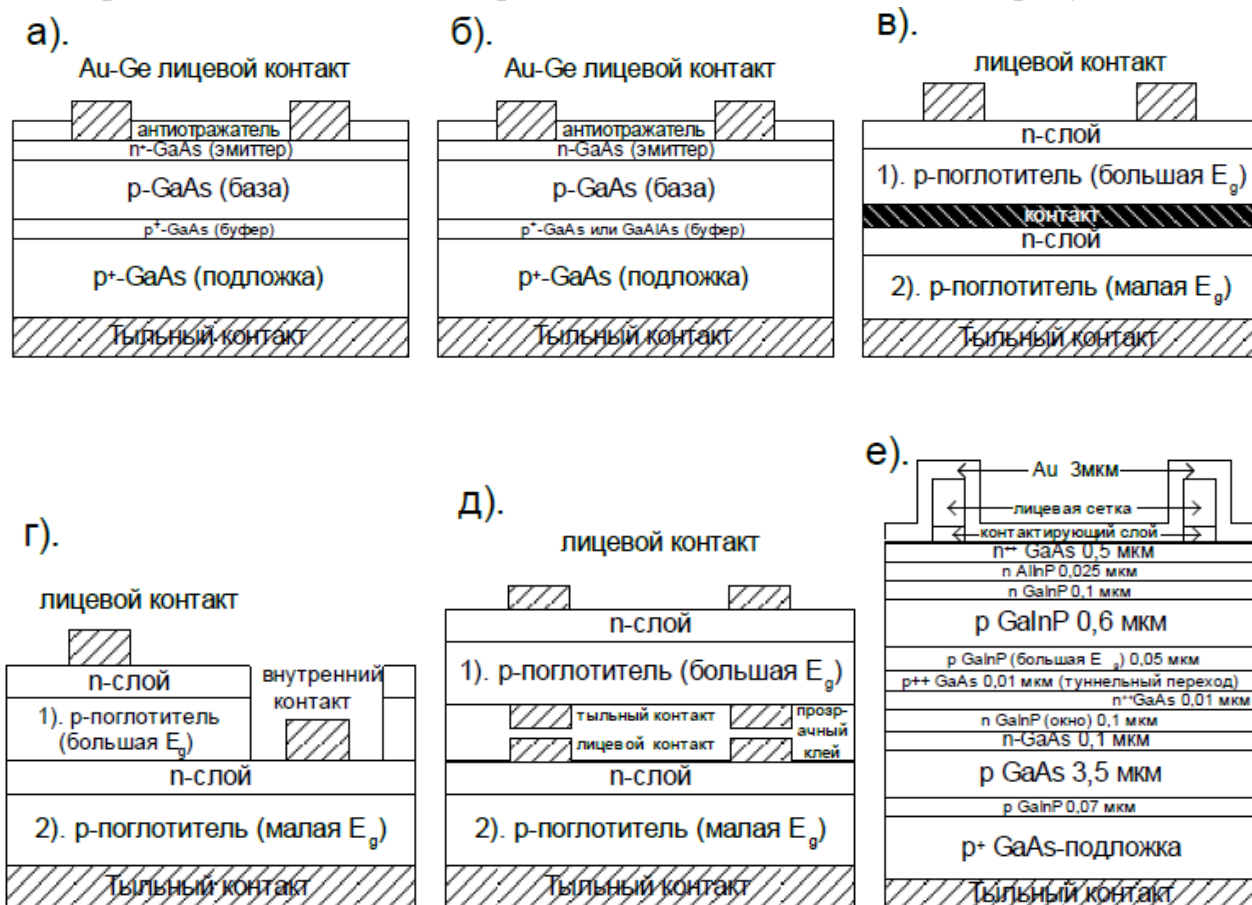 а).
Au-Ge лицевой контакт
антиотражатель
n⁺-GaAs (эмиттер)
p-GaAs (база)
p⁺-GaAs (буфер)
p⁺-GaAs (подложка)
Тыльный контакт
б).
Au-Ge лицевой контакт
антиотражатель
n-GaAs (эмиттер)
p-GaAs (база)
p⁺-GaAs или GaAlAs (буфер)
p⁺-GaAs (подложка)
Тыльный контакт
в).
лицевой контакт
n-слой
1). р-поглотитель (большая E_g)
контакт
n-слой
2). р-поглотитель (малая E_g)
Тыльный контакт
г).
лицевой контакт
n-слой
внутренний
контакт
1). р-поглотитель
(большая E_g)
n-слой
2). р-поглотитель (малая E_g)
Тыльный контакт
д).
лицевой контакт
n-слой
1). р-поглотитель (большая E_g)
тыльный контакт
лицевой контакт
прозр-
ачный
клей
n-слой
2). р-поглотитель (малая E_g)
Тыльный контакт
е).
Au 3мкм
лицевая сетка
контактирующий слой
n⁺⁺ GaAs 0,5 мкм
n AlInP 0,025 мкм
n GaInP 0,1 мкм
p GaInP 0,6 мкм
p GaInP (большая E_g) 0,05 мкм
p++ GaAs 0,01 мкм (туннельный переход)
n⁺⁺GaAs 0,01 мкм
n GaInP (окно) 0,1 мкм
n-GaAs 0,1 мкм
p GaAs 3,5 мкм
p GaInP 0,07 мкм
p⁺ GaAs-подложка
Тыльный контакт